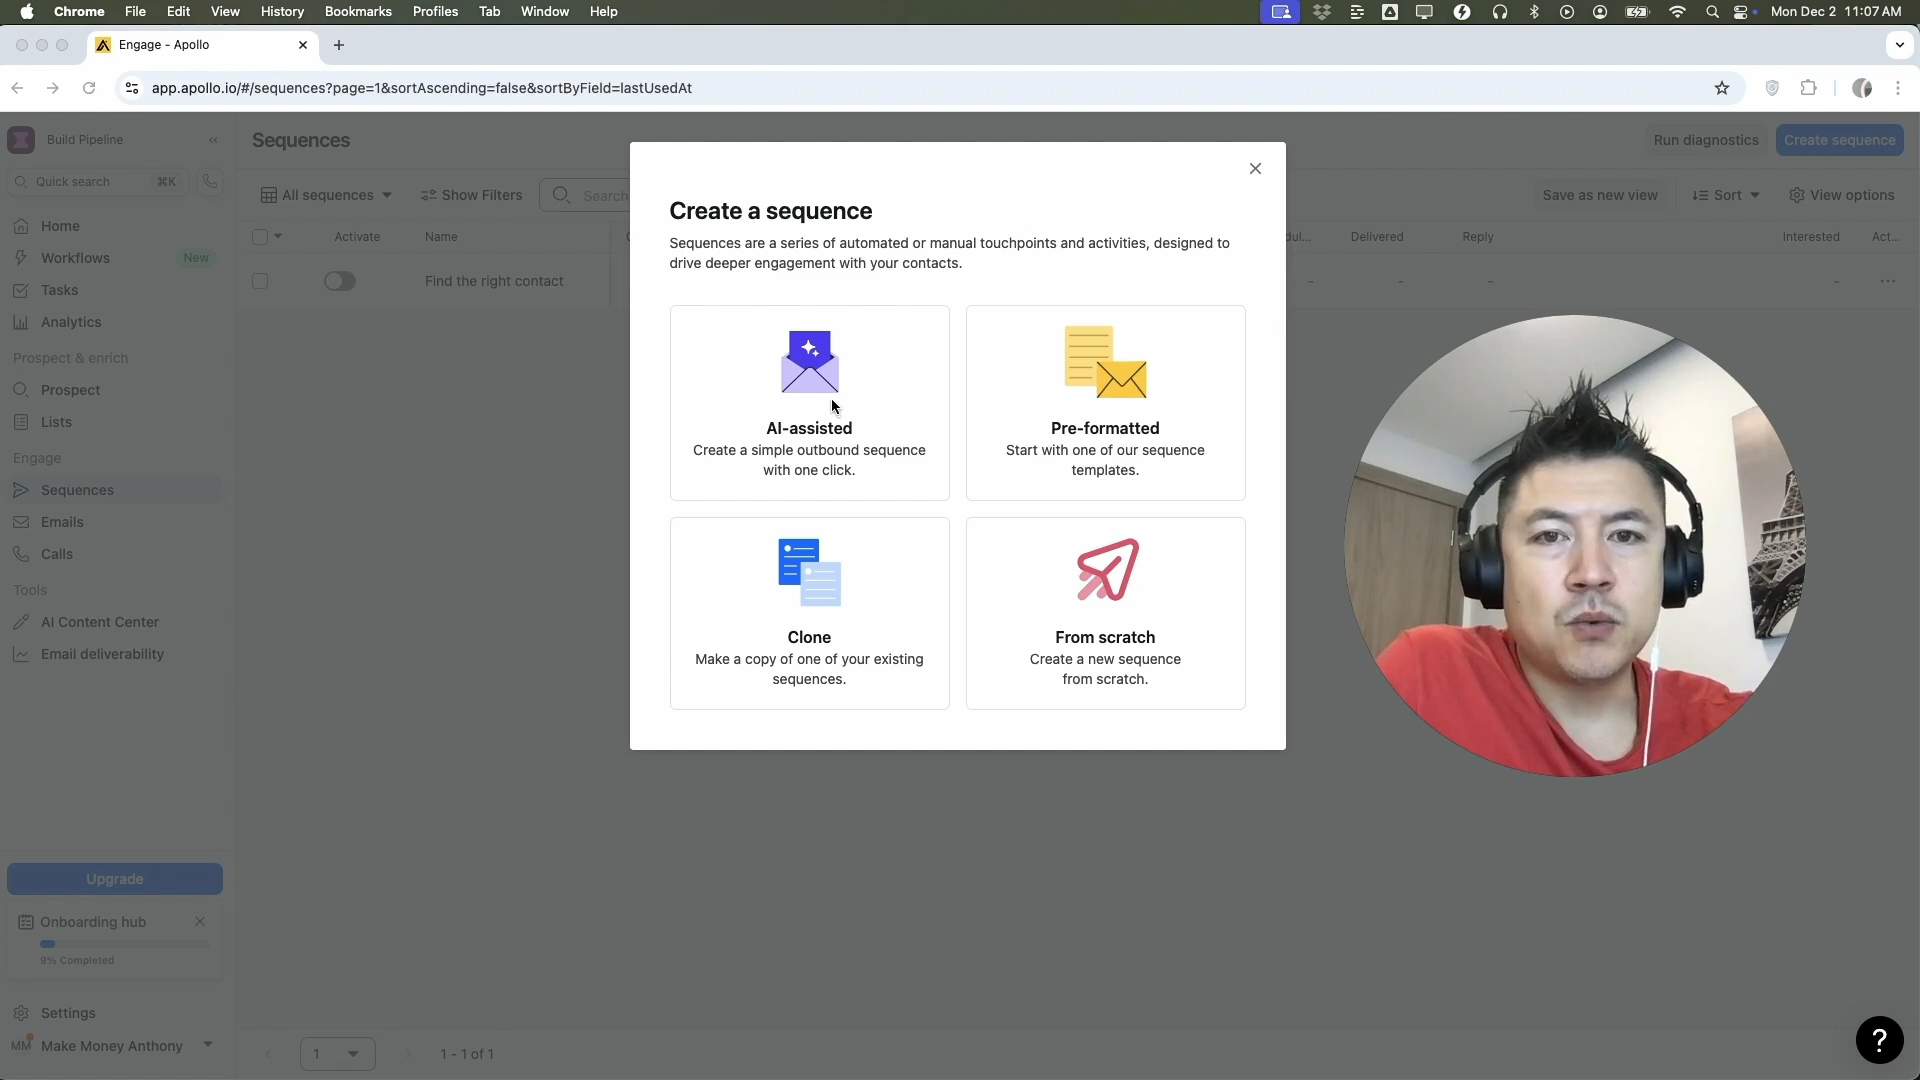 Chrome File Edit View History Bookmarks Profiles Tab Window Help Mon Dec 2 11:07 AM
Engage - Apollo
app.apollo.io/#/sequences?page=1&sortAscending=false&sortByField=lastUsedAt
Build Pipeline
Sequences
Run diagnostics
Create sequence
Quick search ⌘K
All sequences
Show Filters
Search
Save as new view
Sort
View options
Activate
Name
Delivered
Reply
Interested
Act...
Find the right contact
Home
Workflows New
Tasks
Analytics
Prospect & enrich
Prospect
Lists
Engage
Sequences
Emails
Calls
Tools
AI Content Center
Email deliverability
Upgrade
Onboarding hub
9% Completed
Settings
MM Make Money Anthony
Create a sequence
Sequences are a series of automated or manual touchpoints and activities, designed to
drive deeper engagement with your contacts.
AI-assisted
Create a simple outbound sequence
with one click.
Pre-formatted
Start with one of our sequence
templates.
Clone
Make a copy of one of your existing
sequences.
From scratch
Create a new sequence
from scratch.
1
1 - 1 of 1
?